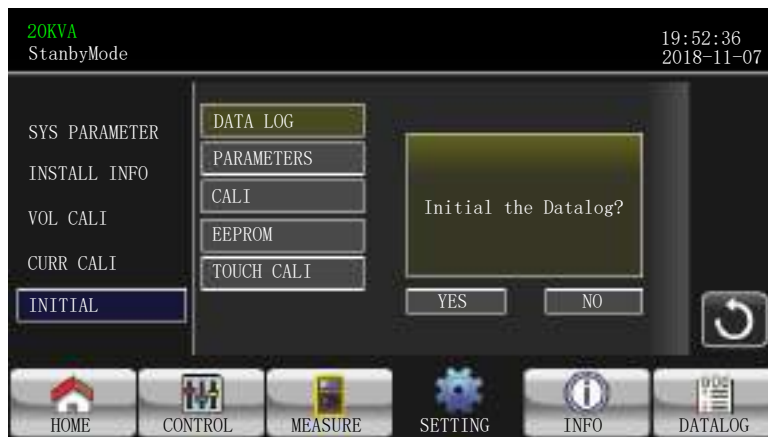 20KVA
StanbyMode
19:52:36
2018-11-07
SYS PARAMETER
INSTALL INFO
VOL CALI
CURR CALI
INITIAL
DATA LOG
PARAMETERS
CALI
EEPROM
TOUCH CALI
Initial the Datalog?
YES NO
HOME CONTROL MEASURE SETTING INFO DATALOG